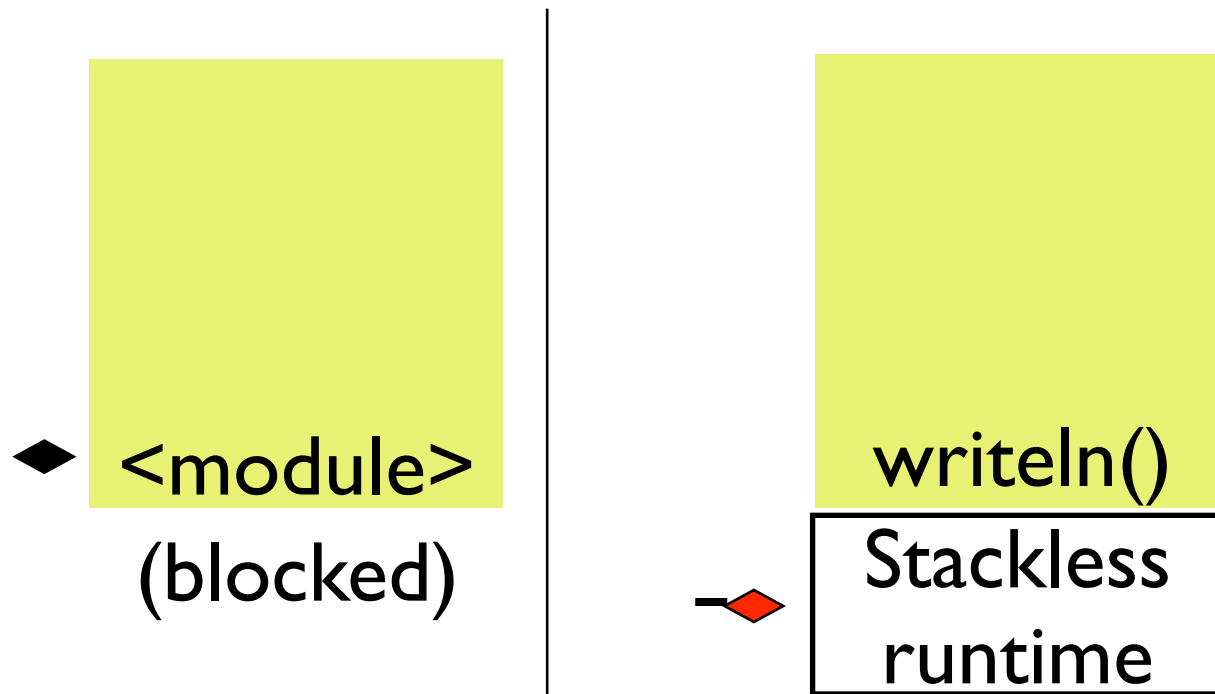 <module>
(blocked)
writeln()
Stackless
runtime